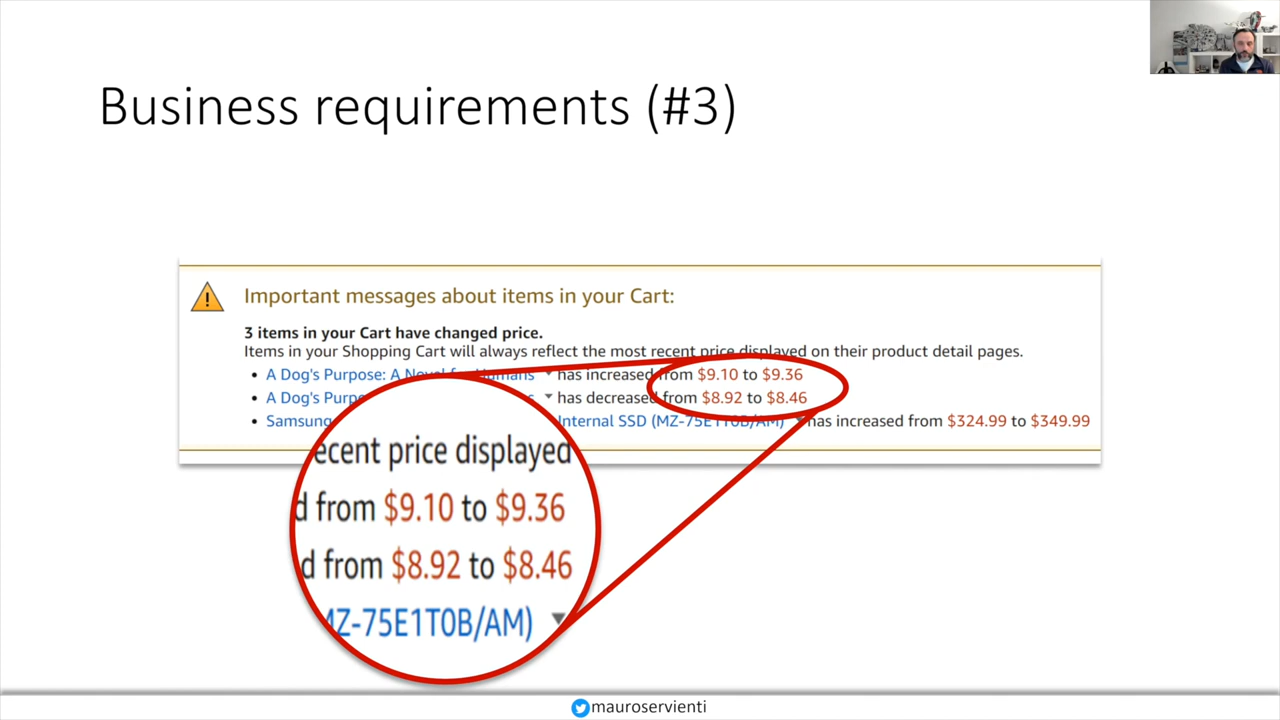 Business requirements (#3)
Important messages about items in your Cart:
3 items in your Cart have changed price.
Items in your Shopping Cart will always reflect the most recent price displayed on their product detail pages.
A Dog's Purpose: A Novel for Humans has increased from $9.10 to $9.36
A Dog's has decreased from $8.92 to $8.46
Samsung Internal SSD (MZ-75E1T0B/AM) has increased from $324.99 to $349.99
ecent price displayed
d from $9.10 to $9.36
d from $8.92 to $8.46
MZ-75E1T0B/AM)
mauroservienti